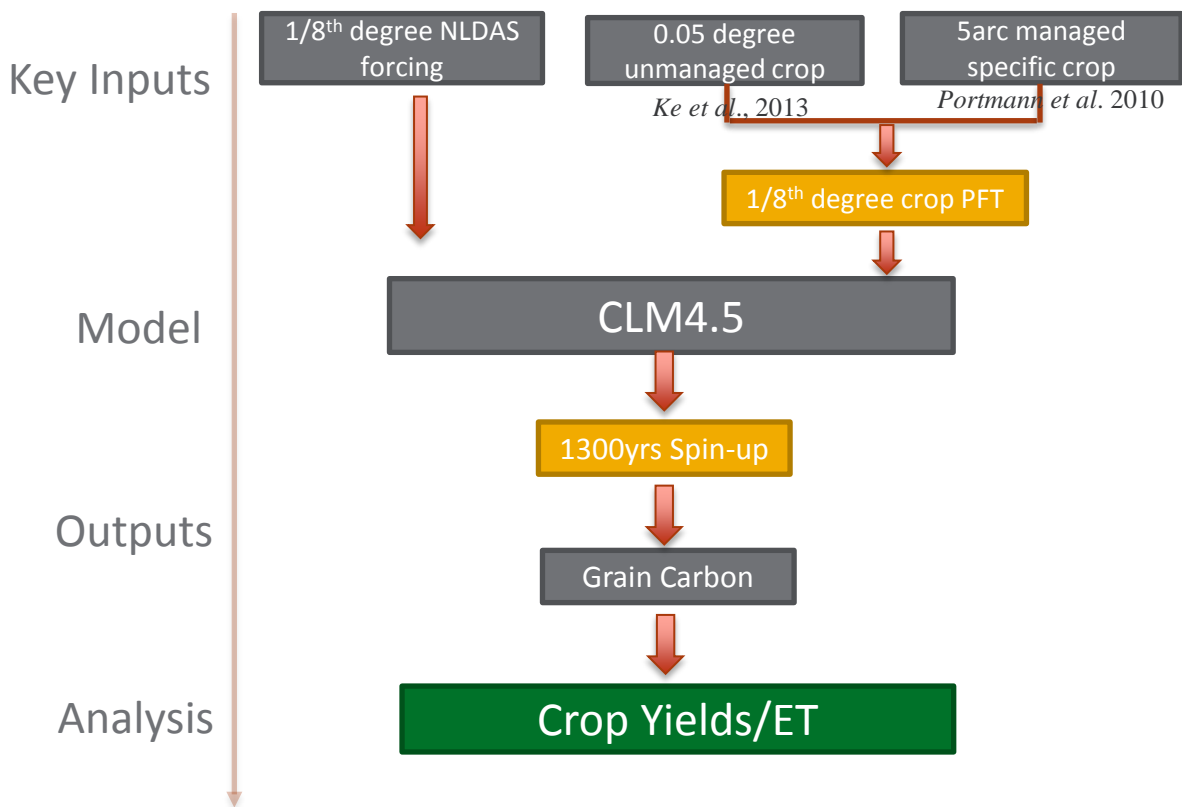 Key Inputs
1/8th degree NLDAS
forcing
0.05 degree
unmanaged crop
Ke et al., 2013
5arc managed
specific crop
Portmann et al. 2010
1/8th degree crop PFT
Model
CLM4.5
1300yrs Spin-up
Outputs
Grain Carbon
Analysis
Crop Yields/ET